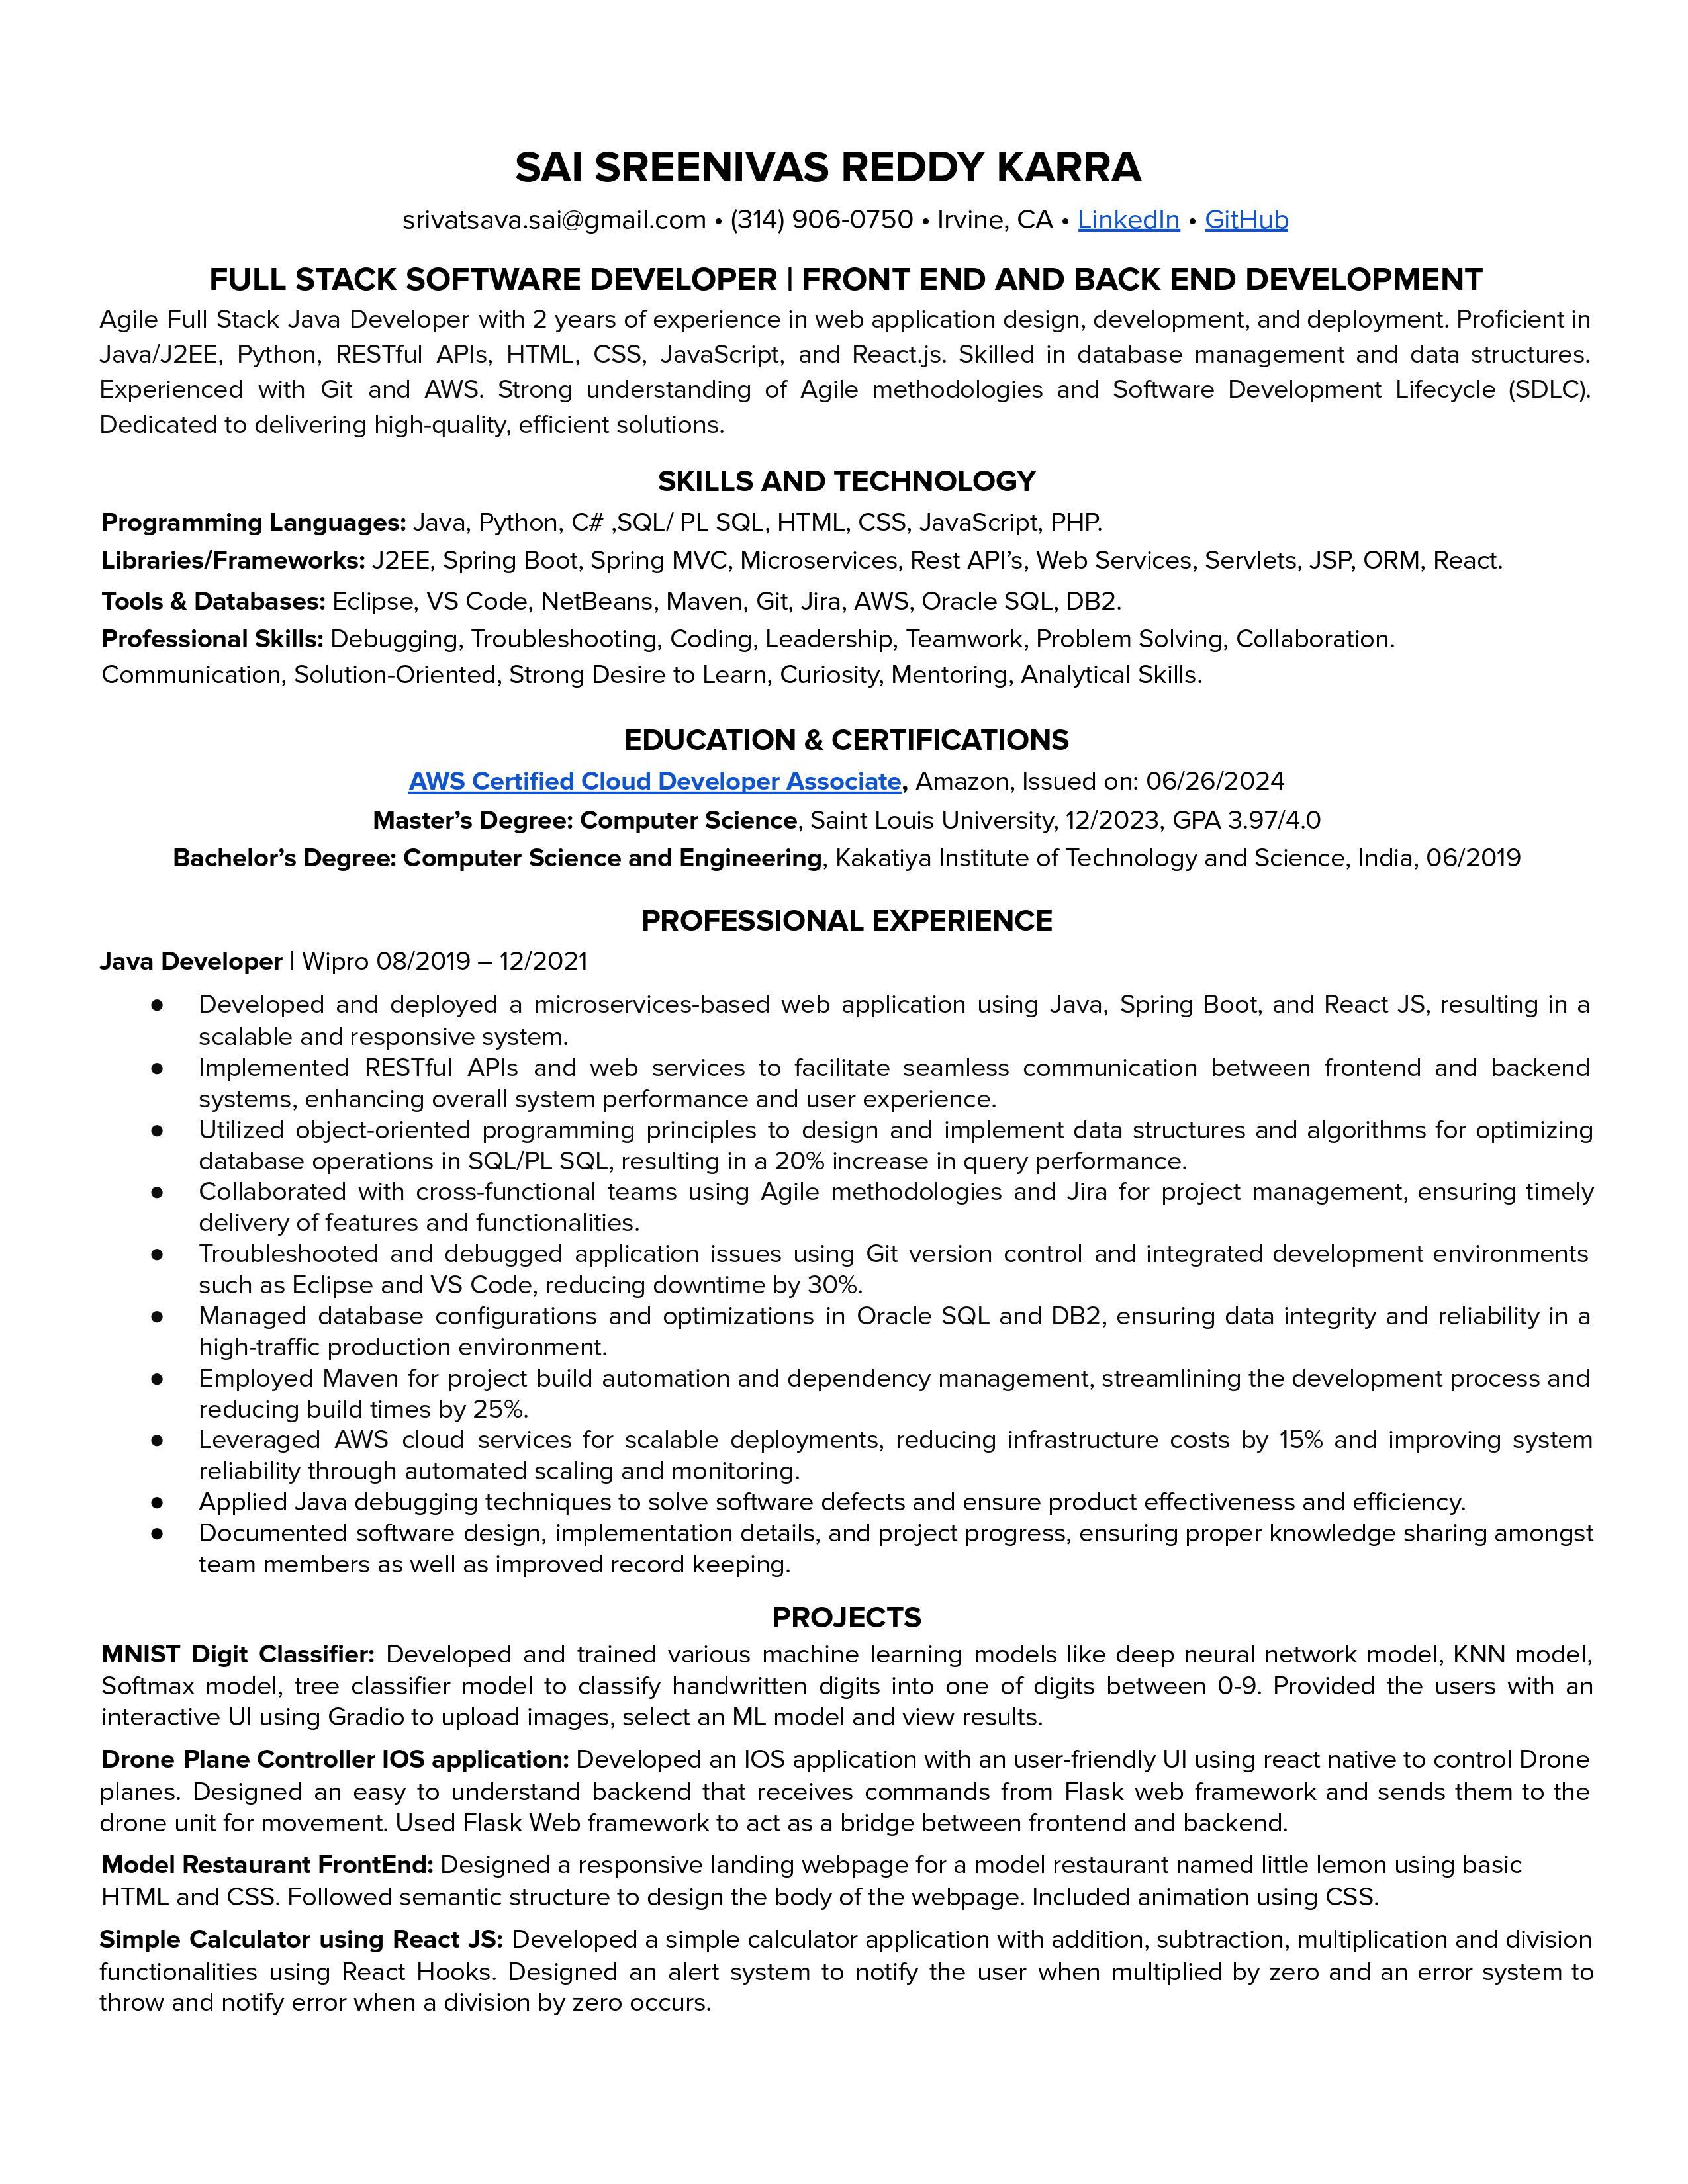 SAI SREENIVAS REDDY KARRA
srivatsava.sai@gmail.com • (314) 906-0750 • Irvine, CA • LinkedIn • GitHub
FULL STACK SOFTWARE DEVELOPER | FRONT END AND BACK END DEVELOPMENT
Agile Full Stack Java Developer with 2 years of experience in web application design, development, and deployment. Proficient in
Java/J2EE, Python, RESTful APIs, HTML, CSS, JavaScript, and React.js. Skilled in database management and data structures.
Experienced with Git and AWS. Strong understanding of Agile methodologies and Software Development Lifecycle (SDLC).
Dedicated to delivering high-quality, efficient solutions.
SKILLS AND TECHNOLOGY
Programming Languages: Java, Python, C# ,SQL/ PL SQL, HTML, CSS, JavaScript, PHP.
Libraries/Frameworks: J2EE, Spring Boot, Spring MVC, Microservices, Rest API’s, Web Services, Servlets, JSP, ORM, React.
Tools & Databases: Eclipse, VS Code, NetBeans, Maven, Git, Jira, AWS, Oracle SQL, DB2.
Professional Skills: Debugging, Troubleshooting, Coding, Leadership, Teamwork, Problem Solving, Collaboration.
Communication, Solution-Oriented, Strong Desire to Learn, Curiosity, Mentoring, Analytical Skills.
EDUCATION & CERTIFICATIONS
AWS Certified Cloud Developer Associate, Amazon, Issued on: 06/26/2024
Master’s Degree: Computer Science, Saint Louis University, 12/2023, GPA 3.97/4.0
Bachelor’s Degree: Computer Science and Engineering, Kakatiya Institute of Technology and Science, India, 06/2019
PROFESSIONAL EXPERIENCE
Java Developer | Wipro 08/2019 – 12/2021
● Developed and deployed a microservices-based web application using Java, Spring Boot, and React JS, resulting in a
scalable and responsive system.
● Implemented RESTful APIs and web services to facilitate seamless communication between frontend and backend
systems, enhancing overall system performance and user experience.
● Utilized object-oriented programming principles to design and implement data structures and algorithms for optimizing
database operations in SQL/PL SQL, resulting in a 20% increase in query performance.
● Collaborated with cross-functional teams using Agile methodologies and Jira for project management, ensuring timely
delivery of features and functionalities.
● Troubleshooted and debugged application issues using Git version control and integrated development environments
such as Eclipse and VS Code, reducing downtime by 30%.
● Managed database configurations and optimizations in Oracle SQL and DB2, ensuring data integrity and reliability in a
high-traffic production environment.
● Employed Maven for project build automation and dependency management, streamlining the development process and
reducing build times by 25%.
● Leveraged AWS cloud services for scalable deployments, reducing infrastructure costs by 15% and improving system
reliability through automated scaling and monitoring.
● Applied Java debugging techniques to solve software defects and ensure product effectiveness and efficiency.
● Documented software design, implementation details, and project progress, ensuring proper knowledge sharing amongst
team members as well as improved record keeping.
PROJECTS
MNIST Digit Classifier: Developed and trained various machine learning models like deep neural network model, KNN model,
Softmax model, tree classifier model to classify handwritten digits into one of digits between 0-9. Provided the users with an
interactive UI using Gradio to upload images, select an ML model and view results.
Drone Plane Controller IOS application: Developed an IOS application with an user-friendly UI using react native to control Drone
planes. Designed an easy to understand backend that receives commands from Flask web framework and sends them to the
drone unit for movement. Used Flask Web framework to act as a bridge between frontend and backend.
Model Restaurant FrontEnd: Designed a responsive landing webpage for a model restaurant named little lemon using basic
HTML and CSS. Followed semantic structure to design the body of the webpage. Included animation using CSS.
Simple Calculator using React JS: Developed a simple calculator application with addition, subtraction, multiplication and division
functionalities using React Hooks. Designed an alert system to notify the user when multiplied by zero and an error system to
throw and notify error when a division by zero occurs.